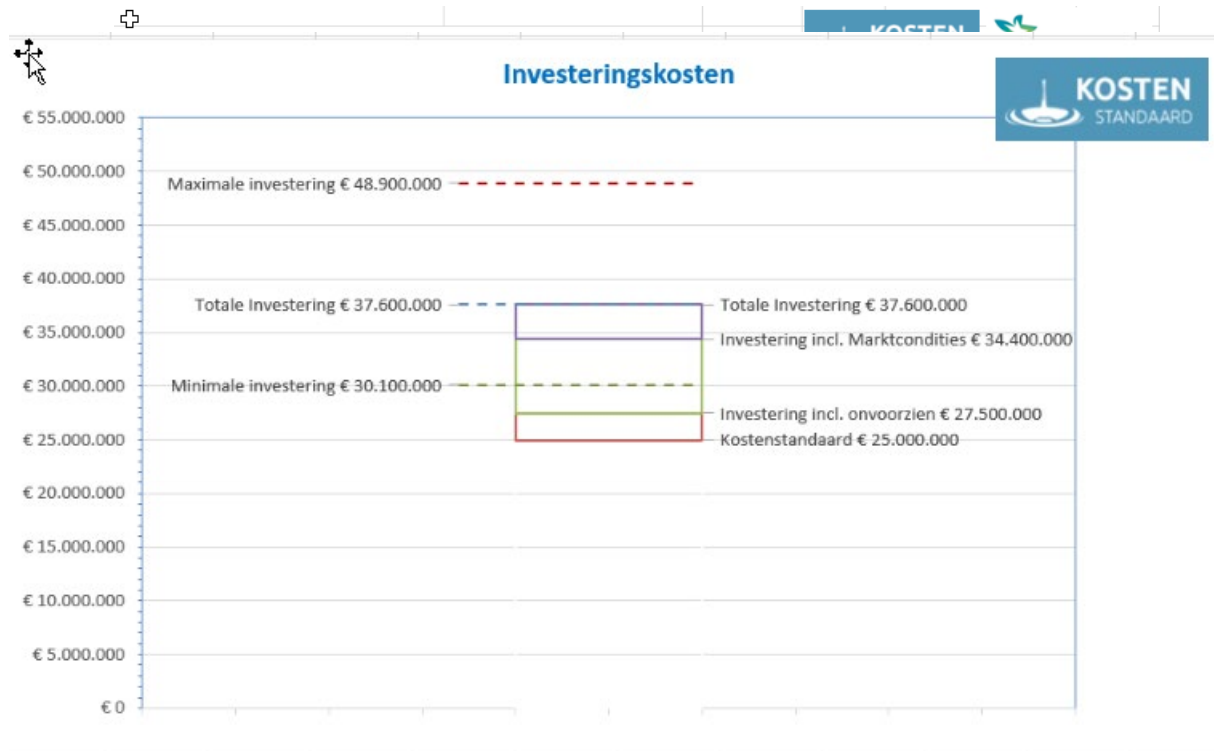 KOSTEN
Investeringskosten
KOSTEN
STANDAARD
€ 55.000.000
€ 50.000.000
Maximale investering € 48.900.000
€ 45.000.000
€ 40.000.000
Totale Investering € 37.600.000
Totale Investering € 37.600.000
€ 35.000.000
Investering incl. Marktcondities € 34.400.000
€ 30.000.000
Minimale investering € 30.100.000
Investering incl. onvoorzien € 27.500.000
€ 25.000.000
Kostenstandaard € 25.000.000
€ 20.000.000
€ 15.000.000
€ 10.000.000
€ 5.000.000
€ 0